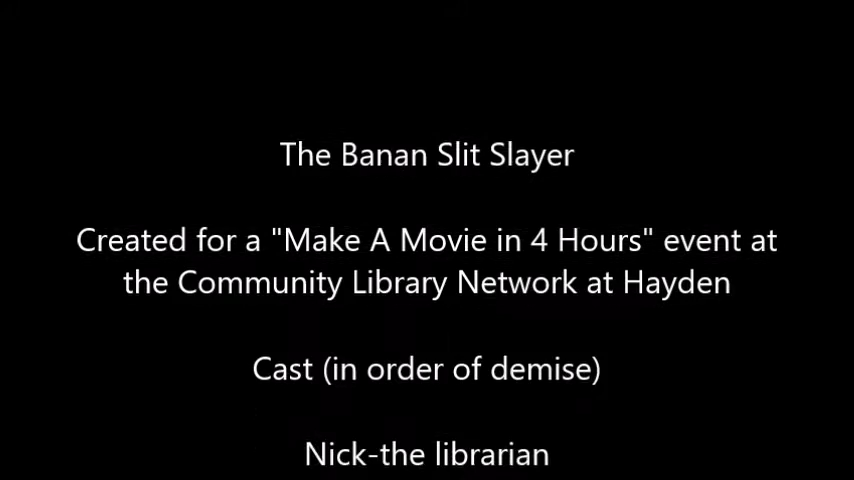 The Banan Slit Slayer
Created for a "Make A Movie in 4 Hours" event at
the Community Library Network at Hayden
Cast (in order of demise)
Nick-the librarian